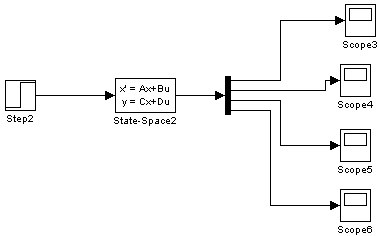 Scope3
x' = Ax+Bu
y = Cx+Du
Scope4
Step2
State-Space2
Scope5
Scope6